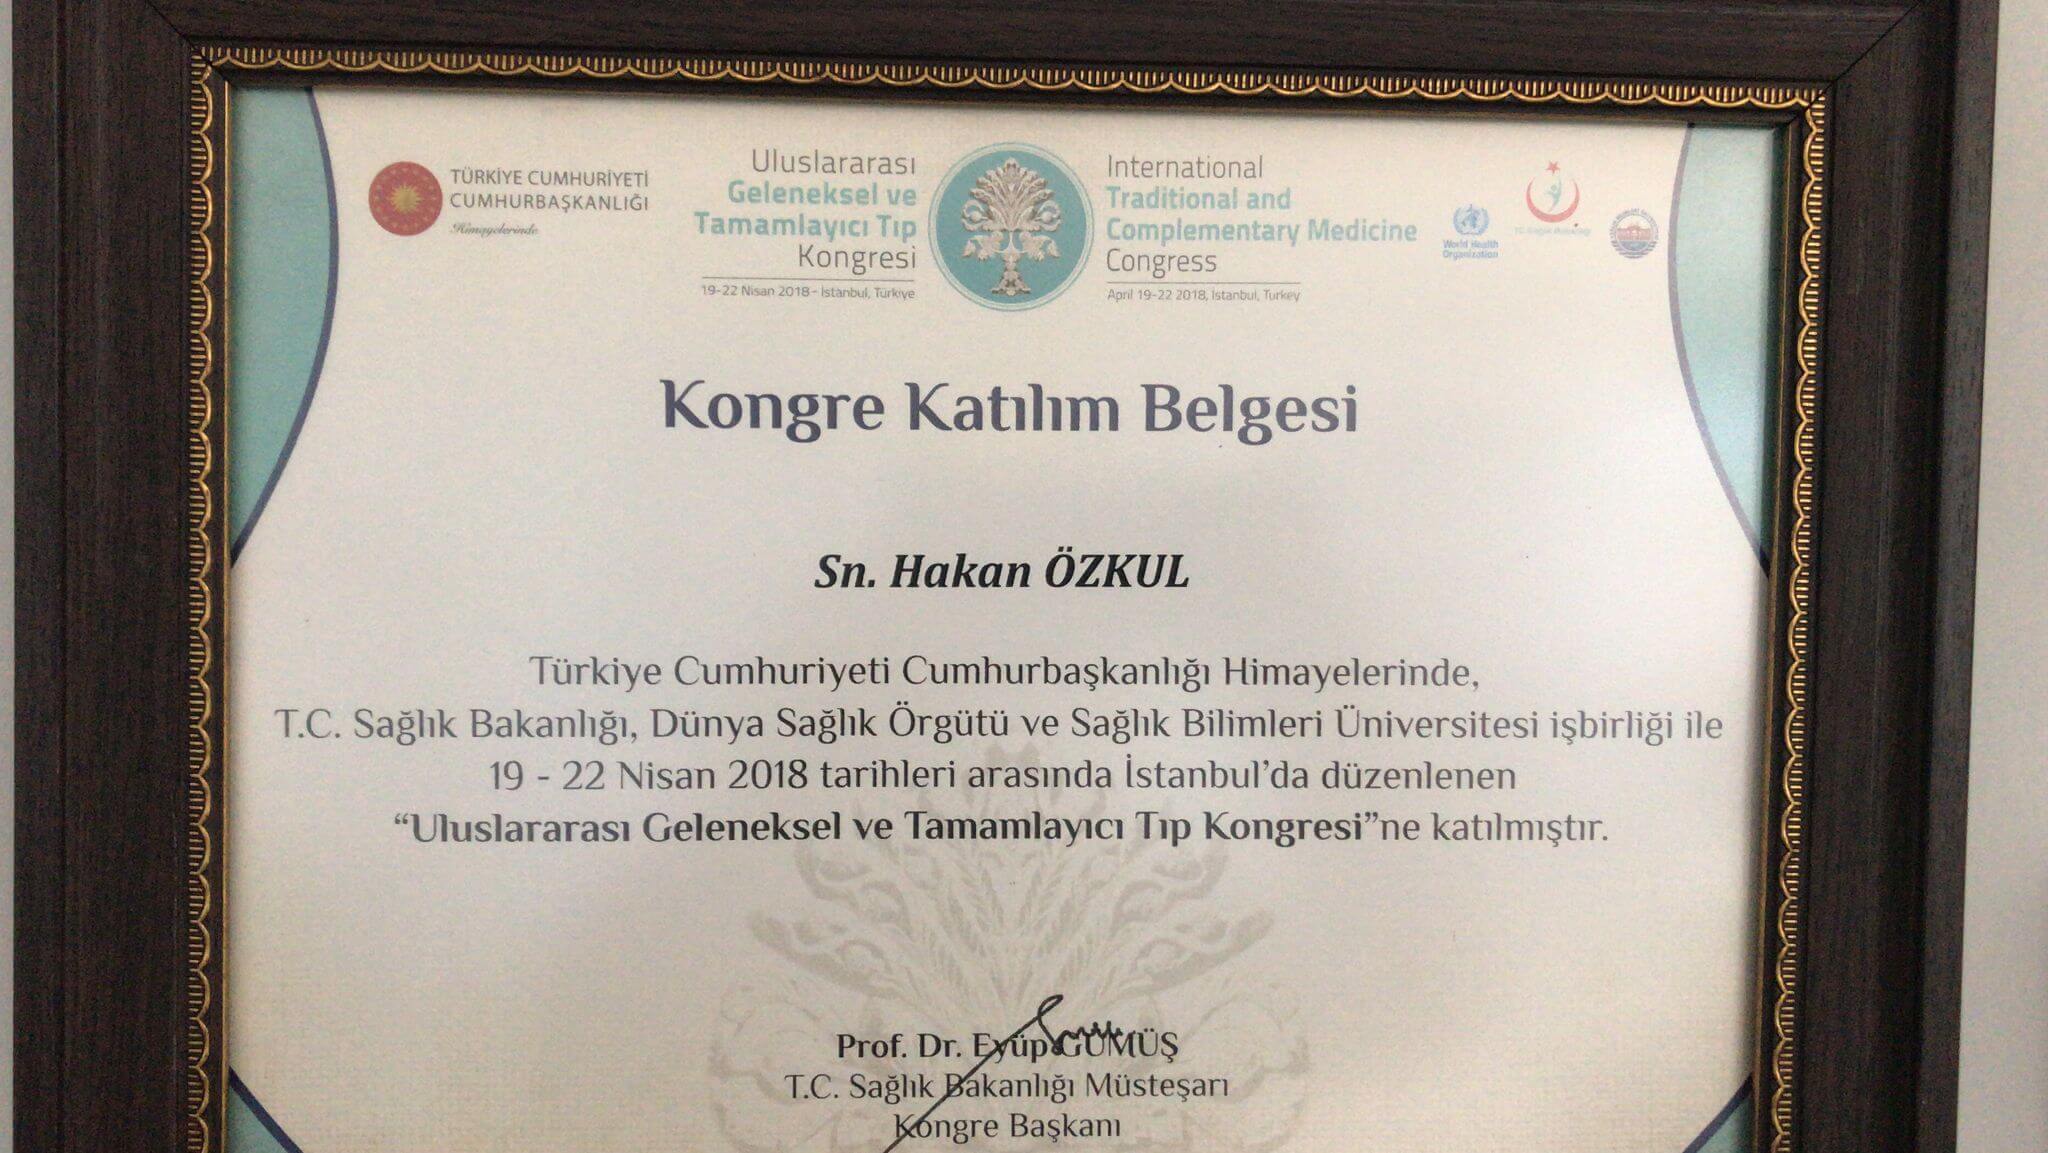 TÜRKİYE CUMHURİYETİ
CUMHURBAŞKANLIĞI
Himayelerinde
Uluslararası
Geleneksel ve
Tamamlayıcı Tıp
Kongresi
19-22 Nisan 2018 - İstanbul, Türkiye
International
Traditional and
Complementary Medicine
Congress
April 19-22 2018, İstanbul, Turkey
World Health
Organization
T.C. Sağlık Bakanlığı
Kongre Katılım Belgesi
Sn. Hakan ÖZKUL
Türkiye Cumhuriyeti Cumhurbaşkanlığı Himayelerinde,
T.C. Sağlık Bakanlığı, Dünya Sağlık Örgütü ve Sağlık Bilimleri Üniversitesi işbirliği ile
19 - 22 Nisan 2018 tarihleri arasında İstanbul'da düzenlenen
“Uluslararası Geleneksel ve Tamamlayıcı Tıp Kongresi”ne katılmıştır.
Prof. Dr. Eyüp GÜMÜŞ
T.C. Sağlık Bakanlığı Müsteşarı
Kongre Başkanı